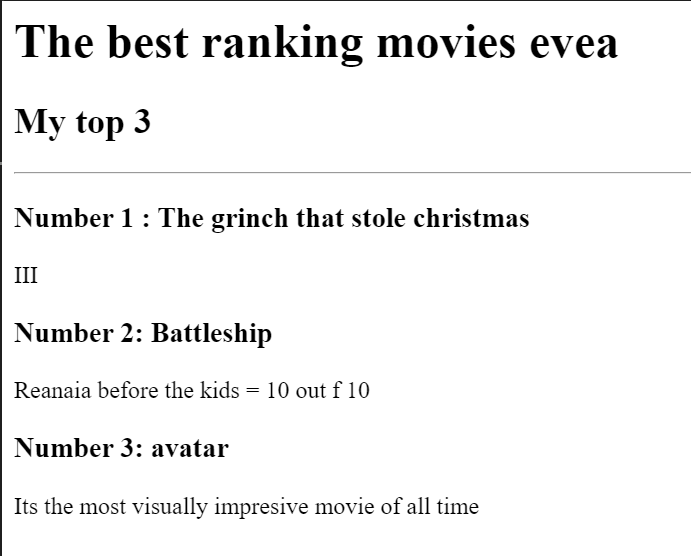 The best ranking movies evea
My top 3
Number 1 : The grinch that stole christmas
III
Number 2: Battleship
Reanaia before the kids = 10 out f 10
Number 3: avatar
Its the most visually impresive movie of all time